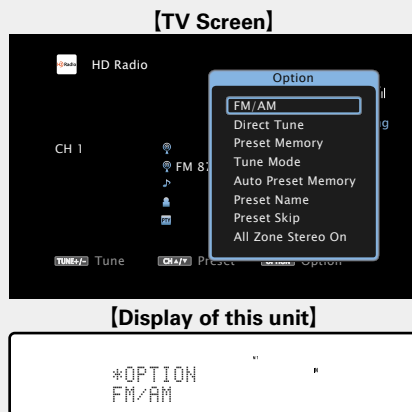 【TV Screen】
HD Radio
Option
FM/AM
Direct Tune
Preset Memory
Tune Mode
Auto Preset Memory
Preset Name
Preset Skip
All Zone Stereo On
CH 1
FM 87
PTY
TUNE+/- Tune
CH▲/▼ Preset
OPTION Option
【Display of this unit】
*OPTION
FM/AM